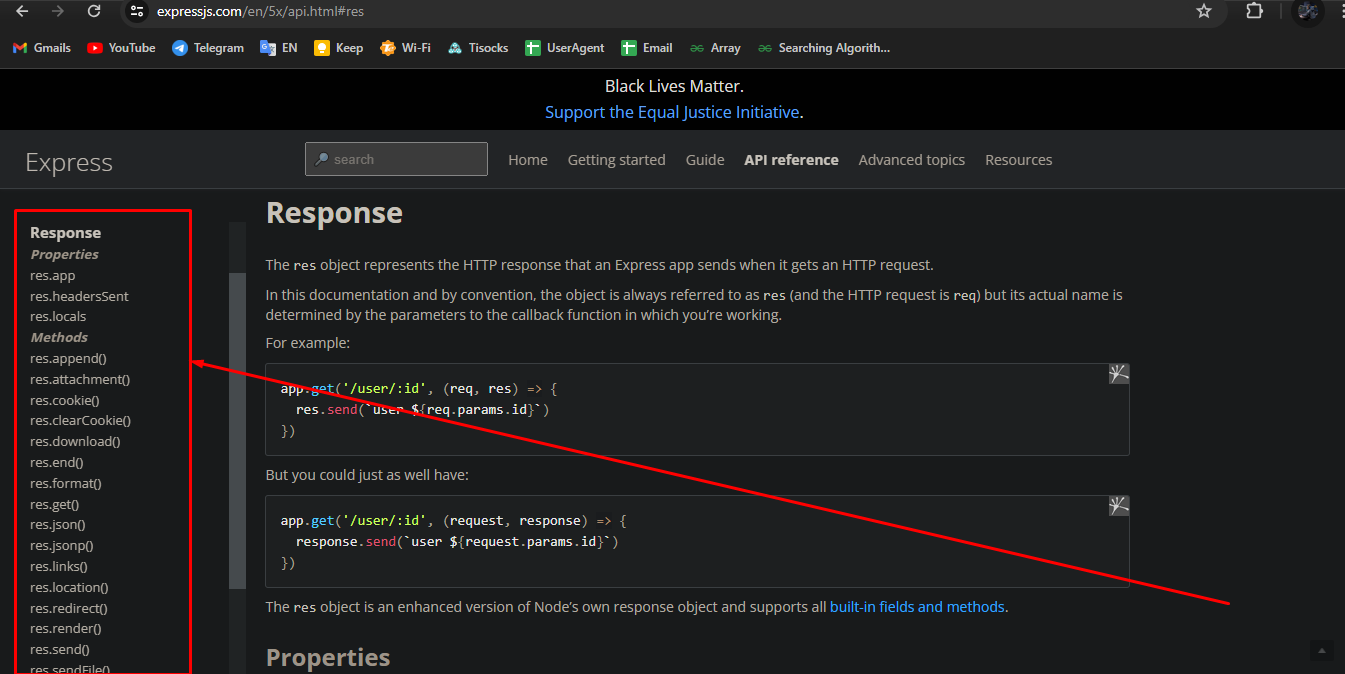 expressjs.com/en/5x/api.html#res
Gmails YouTube Telegram EN Keep Wi-Fi Tisocks UserAgent Email Array Searching Algorith...
Black Lives Matter.
Support the Equal Justice Initiative.
Express
search
Home Getting started Guide API reference Advanced topics Resources
Response
Properties
res.app
res.headersSent
res.locals
Methods
res.append()
res.attachment()
res.cookie()
res.clearCookie()
res.download()
res.end()
res.format()
res.get()
res.json()
res.jsonp()
res.links()
res.location()
res.redirect()
res.render()
res.send()
res.sendFile()
Response
The res object represents the HTTP response that an Express app sends when it gets an HTTP request.
In this documentation and by convention, the object is always referred to as res (and the HTTP request is req) but its actual name is
determined by the parameters to the callback function in which you’re working.
For example:
app.get('/user/:id', (req, res) => {
  res.send(`user ${req.params.id}`)
})
But you could just as well have:
app.get('/user/:id', (request, response) => {
  response.send(`user ${request.params.id}`)
})
The res object is an enhanced version of Node’s own response object and supports all built-in fields and methods.
Properties